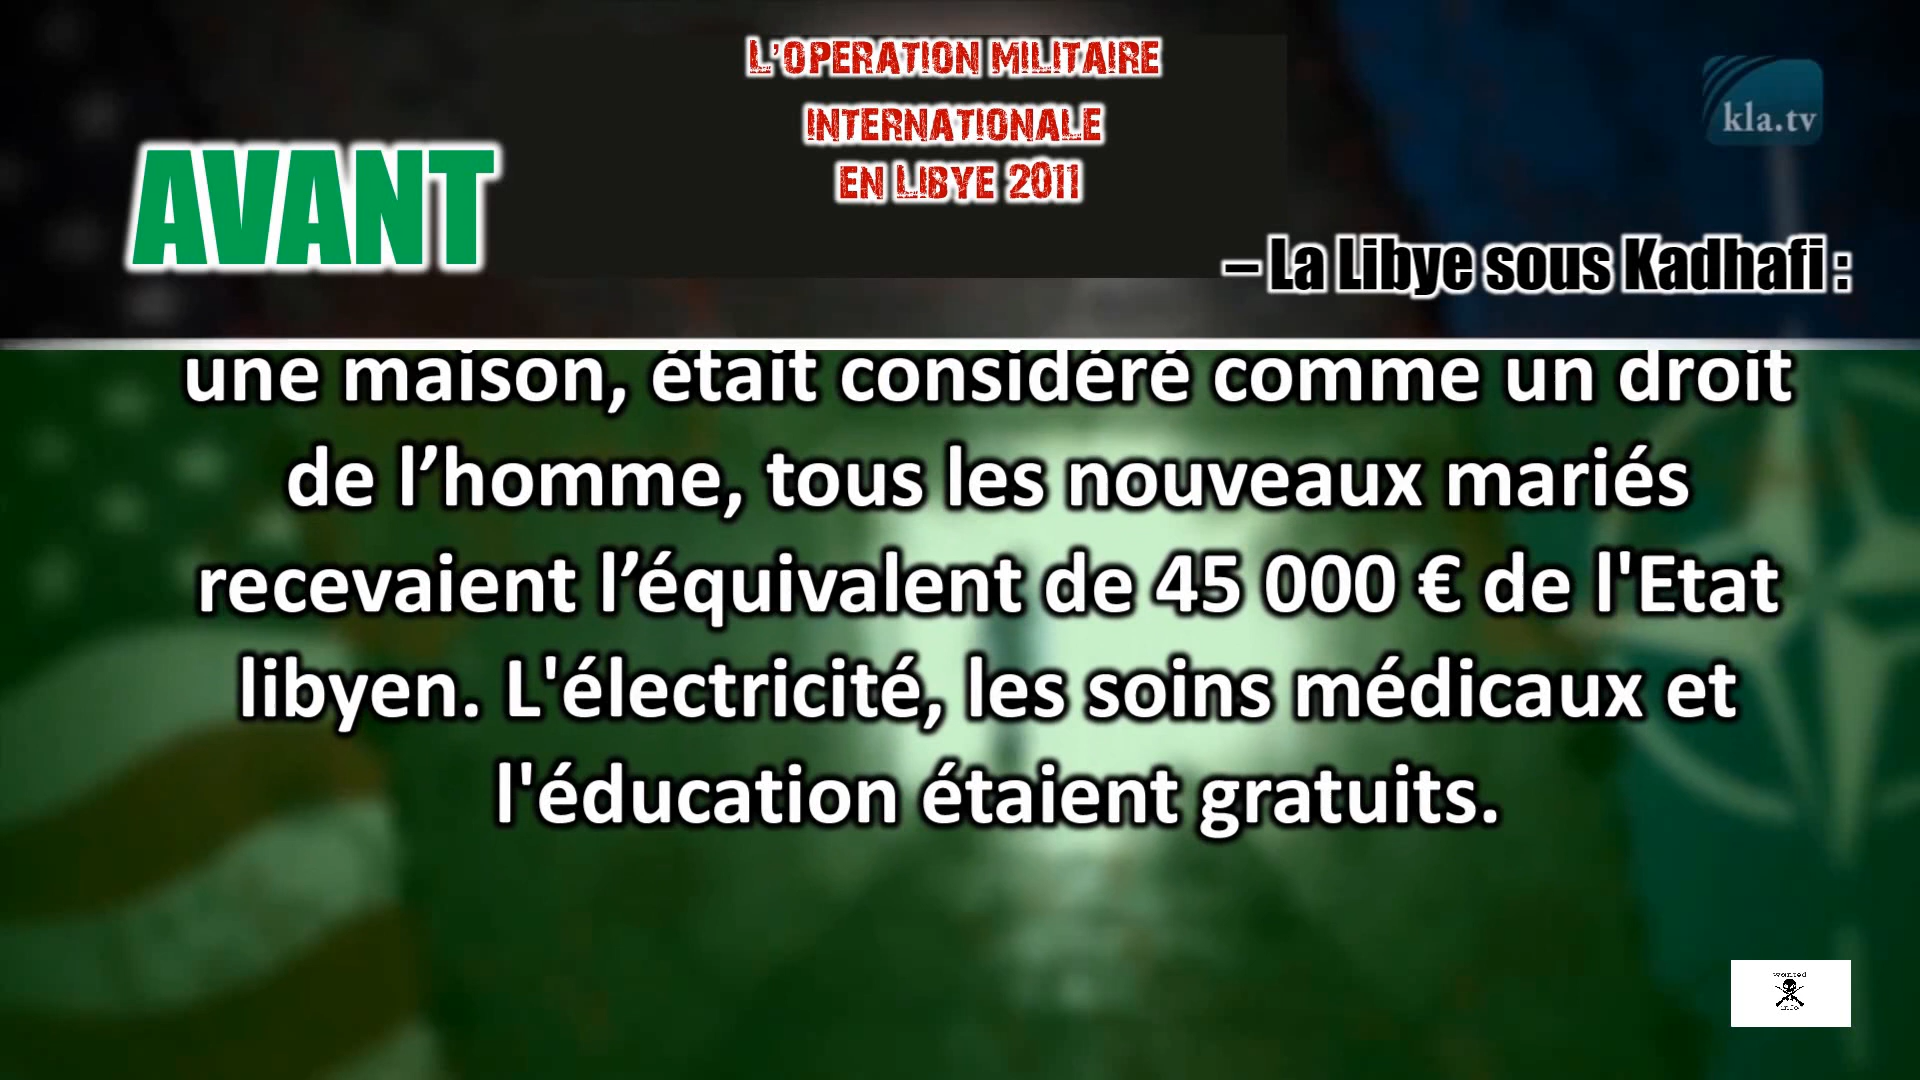 L'OPERATION MILITAIRE
INTERNATIONALE
EN LIBYE 2011
kla.tv
AVANT
– La Libye sous Kadhafi :
une maison, était considéré comme un droit
de l’homme, tous les nouveaux mariés
recevaient l’équivalent de 45 000 € de l'Etat
libyen. L'électricité, les soins médicaux et
l'éducation étaient gratuits.
wanted
info